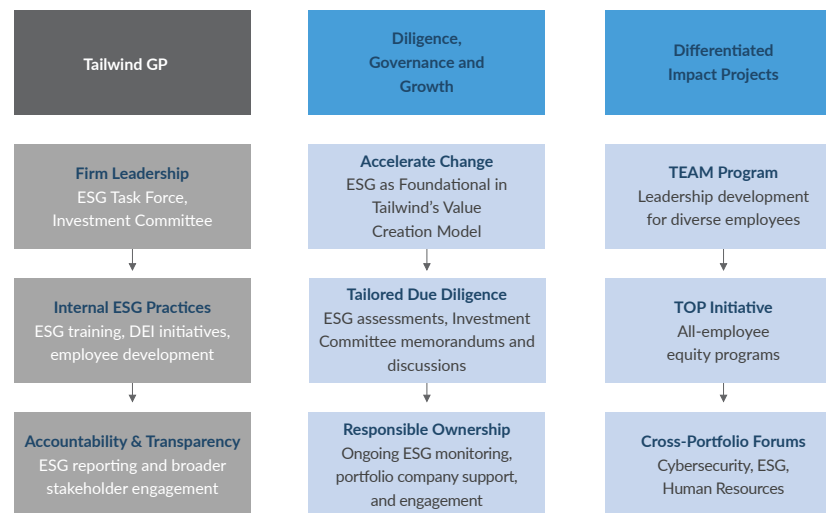 Tailwind GP
Diligence,
Governance and
Growth
Differentiated
Impact Projects
Firm Leadership
ESG Task Force,
Investment Committee
Internal ESG Practices
ESG training, DEI initiatives,
employee development
Accountability & Transparency
ESG reporting and broader
stakeholder engagement
Accelerate Change
ESG as Foundational in
Tailwind's Value
Creation Model
Tailored Due Diligence
ESG assessments, Investment
Committee memorandums and
discussions
Responsible Ownership
Ongoing ESG monitoring,
portfolio company support,
and engagement
TEAM Program
Leadership development
for diverse employees
TOP Initiative
All-employee
equity programs
Cross-Portfolio Forums
Cybersecurity, ESG,
Human Resources